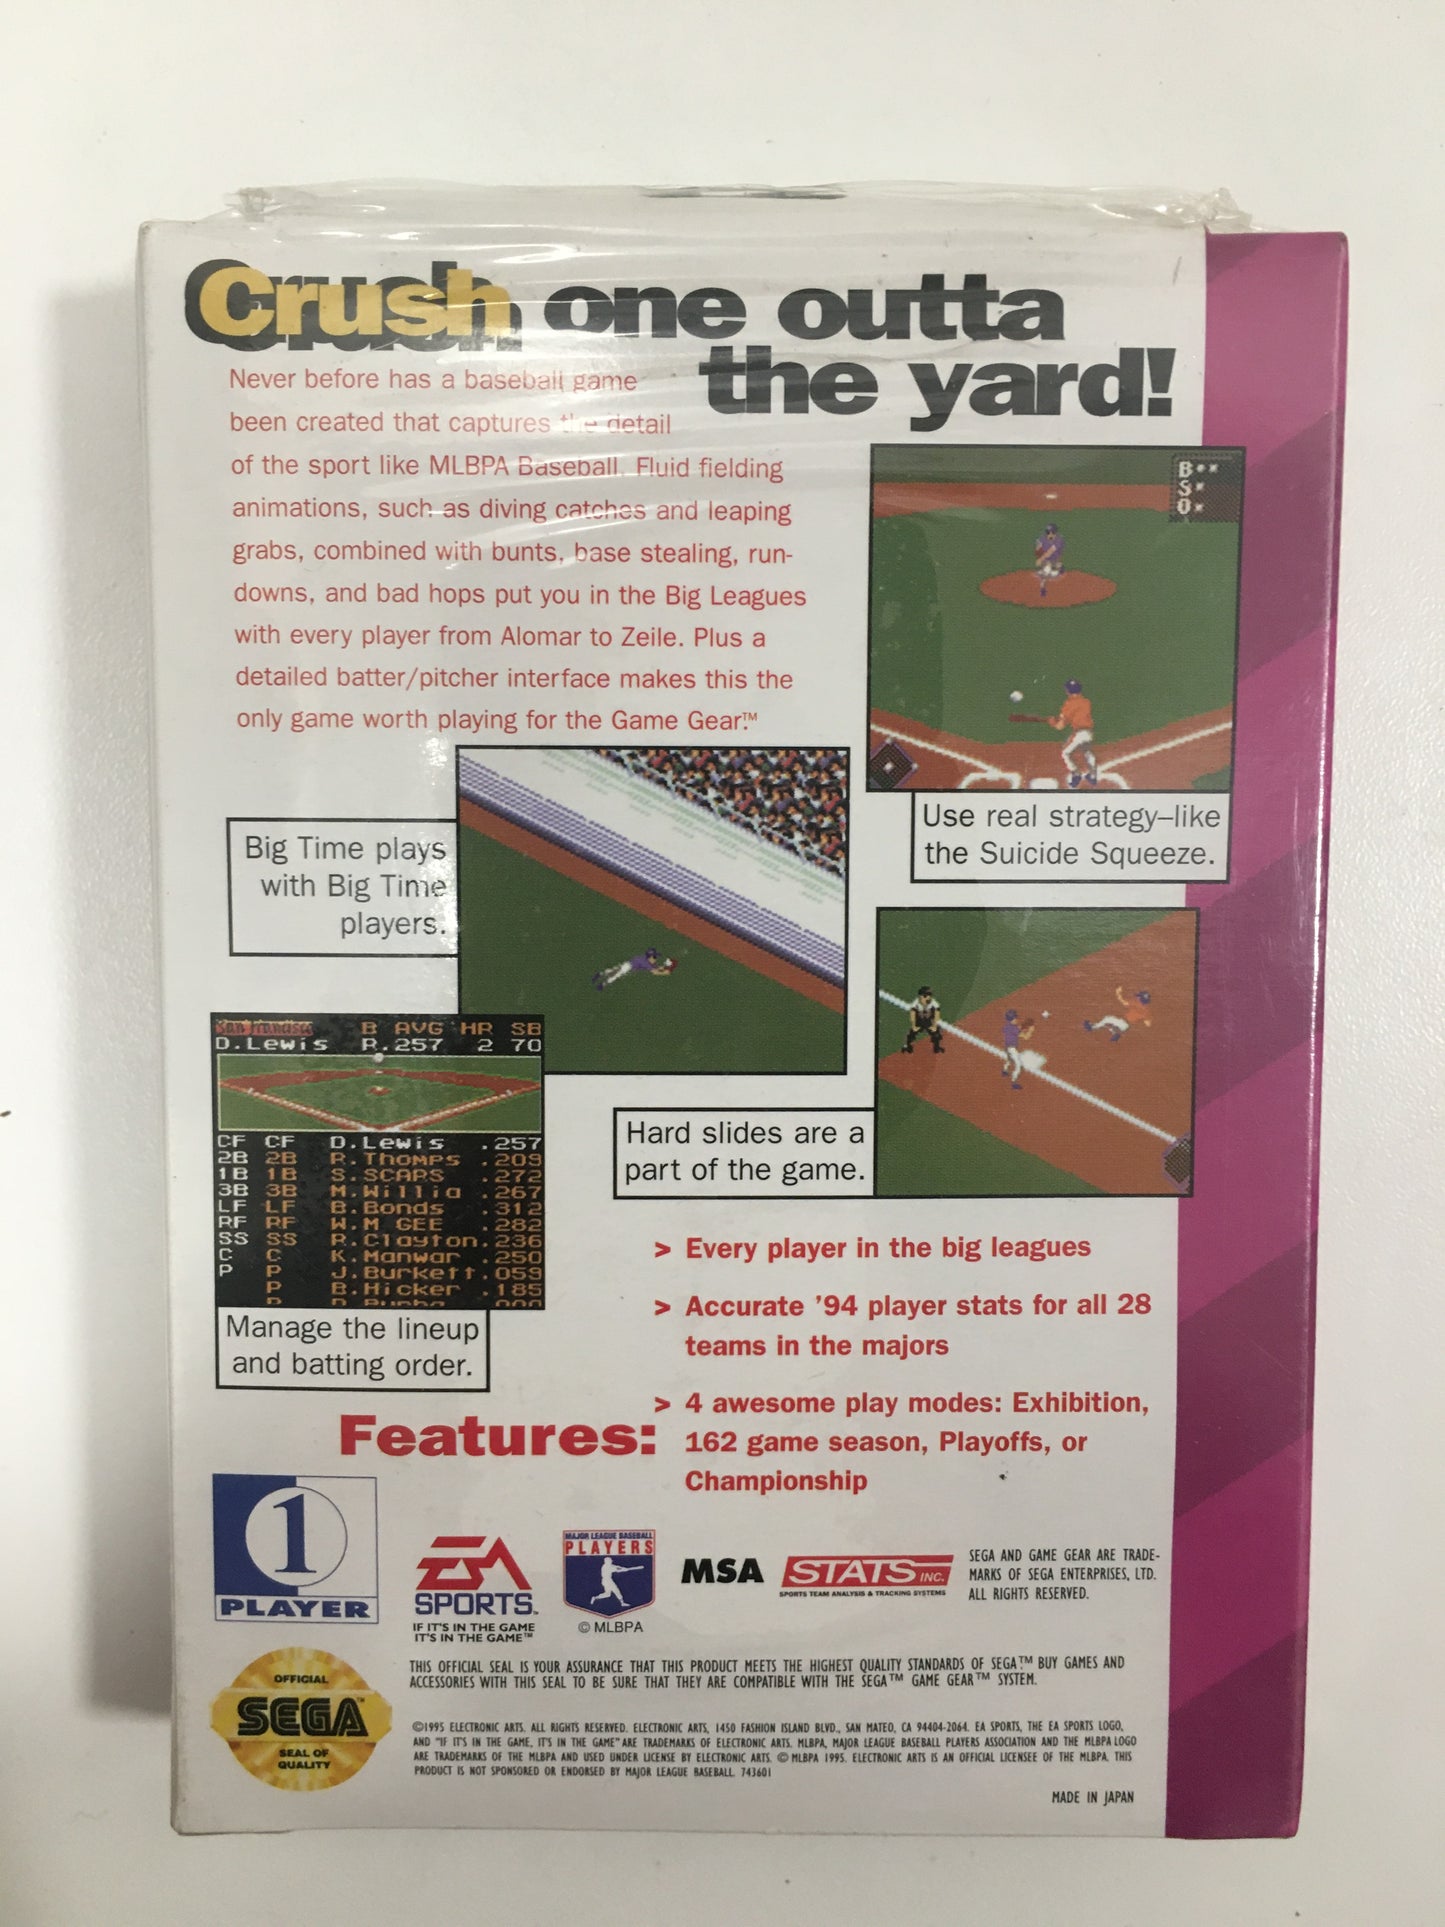 Crush one outta
the yard!
Never before has a baseball game
been created that captures the detail
of the sport like MLBPA Baseball. Fluid fielding
animations, such as diving catches and leaping
grabs, combined with bunts, base stealing, run-
downs, and bad hops put you in the Big Leagues
with every player from Alomar to Zeile. Plus a
detailed batter/pitcher interface makes this the
only game worth playing for the Game Gear.™
B
S
O
Use real strategy–like
the Suicide Squeeze.
Big Time plays
with Big Time
players.
Hard slides are a
part of the game.
San Francisco B AVG HR SB
D.Lewis R.257 2 70
CF CF D.Lewis .257
2B 2B R.Thomps .209
1B 1B S.SCARS .272
3B 3B M.Willia .267
LF LF B.Bonds .312
RF RF W.M GEE .282
SS SS R.Clayton.236
C C K.Manwar .250
P P J.Burkett.059
P B.Hicker .185
Manage the lineup
and batting order.
Features:
> Every player in the big leagues
> Accurate '94 player stats for all 28
teams in the majors
> 4 awesome play modes: Exhibition,
162 game season, Playoffs, or
Championship
1
PLAYER
EA
SPORTS™
IF IT'S IN THE GAME
IT'S IN THE GAME™
MAJOR LEAGUE BASEBALL
PLAYERS
© MLBPA
MSA
STATS INC.
SPORTS TEAM ANALYSIS & TRACKING SYSTEMS
SEGA AND GAME GEAR ARE TRADE-
MARKS OF SEGA ENTERPRISES, LTD.
ALL RIGHTS RESERVED.
OFFICIAL
SEGA™
SEAL OF
QUALITY
THIS OFFICIAL SEAL IS YOUR ASSURANCE THAT THIS PRODUCT MEETS THE HIGHEST QUALITY STANDARDS OF SEGA.™ BUY GAMES AND
ACCESSORIES WITH THIS SEAL TO BE SURE THAT THEY ARE COMPATIBLE WITH THE SEGA™ GAME GEAR™ SYSTEM.
©1995 ELECTRONIC ARTS. ALL RIGHTS RESERVED. ELECTRONIC ARTS, 1450 FASHION ISLAND BLVD., SAN MATEO, CA 94404-2064. EA SPORTS, THE EA SPORTS LOGO,
AND "IF IT'S IN THE GAME, IT'S IN THE GAME" ARE TRADEMARKS OF ELECTRONIC ARTS. MLBPA, MAJOR LEAGUE BASEBALL PLAYERS ASSOCIATION AND THE MLBPA LOGO
ARE TRADEMARKS OF THE MLBPA AND USED UNDER LICENSE BY ELECTRONIC ARTS. © MLBPA 1995. ELECTRONIC ARTS IS AN OFFICIAL LICENSEE OF THE MLBPA. THIS
PRODUCT IS NOT SPONSORED OR ENDORSED BY MAJOR LEAGUE BASEBALL. 743601
MADE IN JAPAN